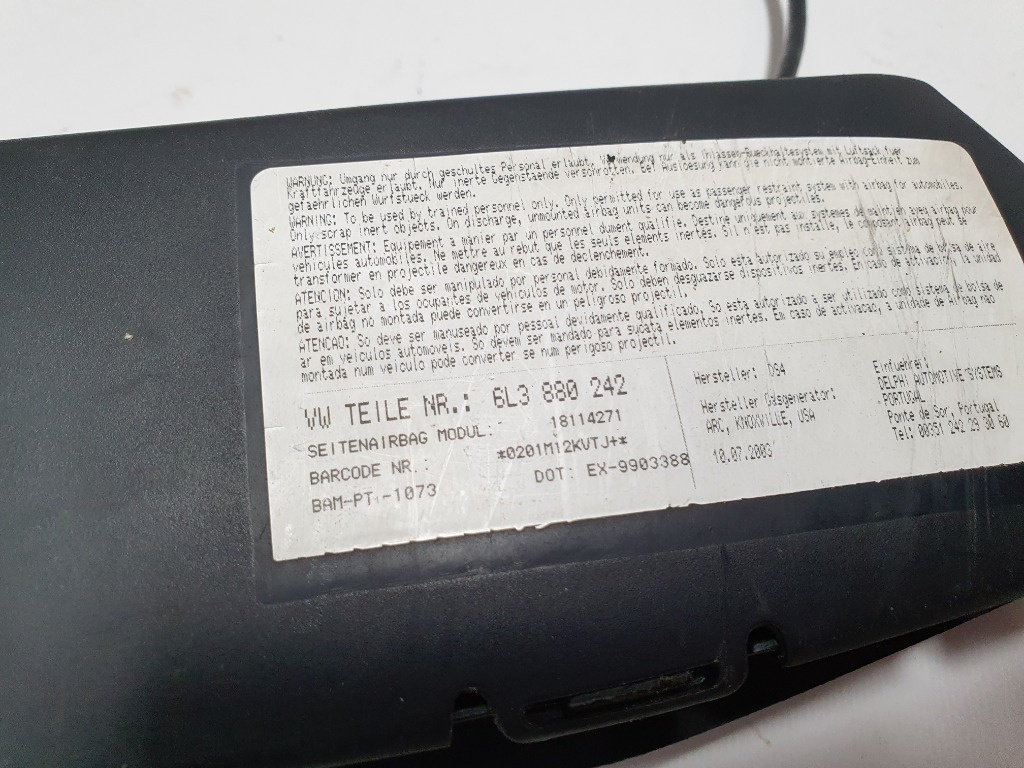 WARNUNG: Umgang nur durch geschultes Personal erlaubt. Verwendung nur als Insassen-Rueckhaltesystem mit Luftsack fuer
Kraftfahrzeuge erlaubt. Nur inerte Gegenstaende verschrotten. Bei Ausloesung kann die nicht montierte Airbag-Einheit zum
gefaehrlichen Wurfstueck werden.
WARNING: To be used by trained personnel only. Only permitted for use as passenger restraint system with airbag for automobiles.
Only scrap inert objects. On discharge, unmounted airbag units can become dangerous projectiles.
AVERTISSEMENT: Equipement a manier par un personnel dument qualifie. Destine uniquement aux systemes de maintien avec airbag pour
vehicules automobiles. Ne mettre au rebut que les seuls elements inertes. S'il n'est pas installe, le composant airbag peut se
transformer en projectile dangereux en cas de declenchement.
ATENCION: Solo debe ser manipulado por personal debidamente formado. Solo esta autorizado su empleo como sistema de bolsa de aire
para sujetar a los ocupantes de vehiculos de motor. Solo deben desguazarse dispositivos inertes. En caso de activacion, la unidad
de airbag no montada puede convertirse en un peligroso projectil.
ATENCAO: So deve ser manuseado por pessoal devidamente qualificado. So esta autorizado a ser utilizado como sistema de bolsa de
ar em veiculos automoveis. So devem ser mandado para sucata elementos inertes. Em caso de activacao, a unidade de Airbag nao
montada num veiculo pode converter se num perigoso projectil.
VW TEILE NR.: 6L3 880 242
SEITENAIRBAG MODUL: 18114271
BARCODE NR.: *0201M12KVTJ+*
BAM-PT1-1073 DOT: EX-9903388
Hersteller: DS4
Hersteller Gasgenerator:
ARC, KNOXVILLE, USA
10.07.2003
Einfuehrer:
DELPHI AUTOMOTIVE SYSTEMS
- PORTUGAL
Ponte de Sor, Portugal
Tel. 00351 242 29 30 60